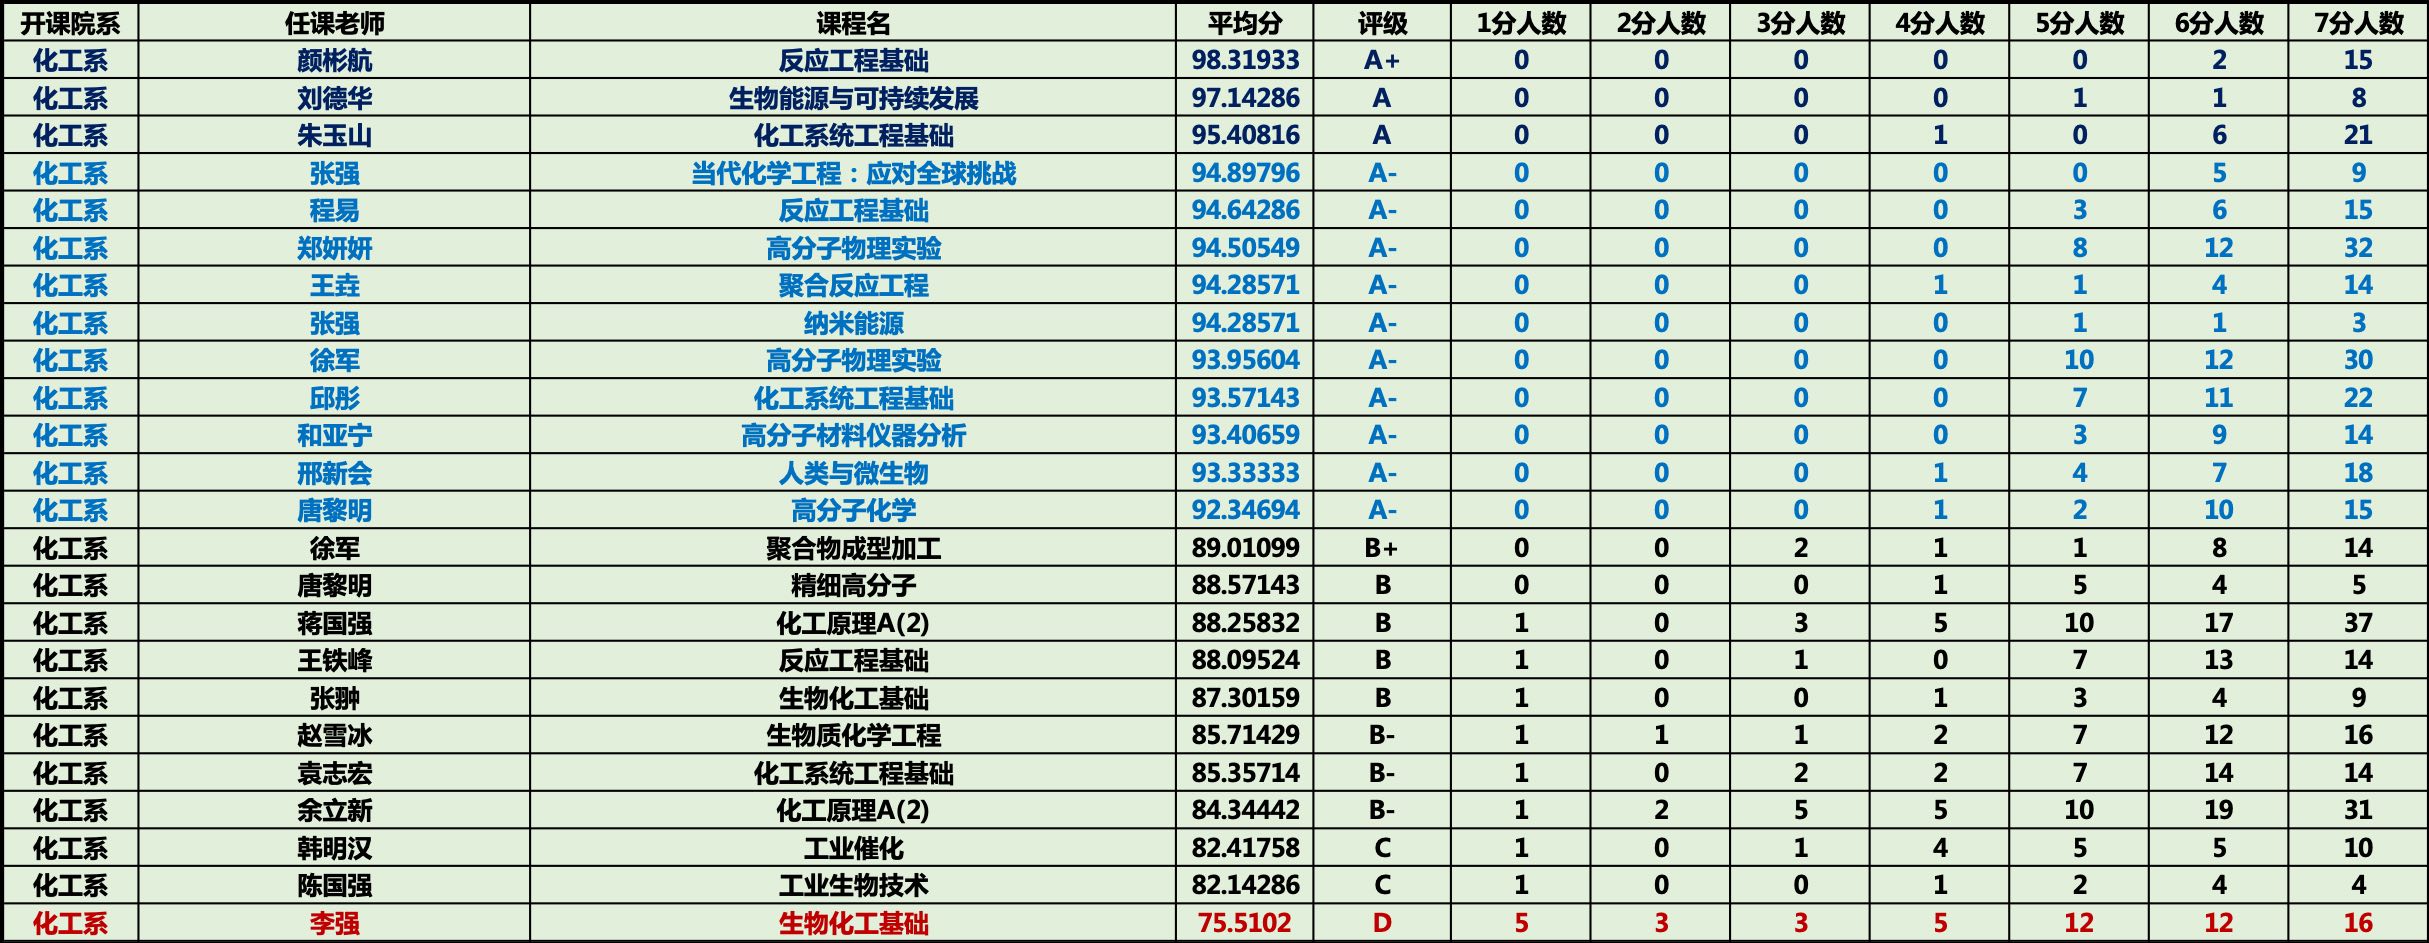 开课院系 任课老师 课程名 平均分 评级 1分人数 2分人数 3分人数 4分人数 5分人数 6分人数 7分人数
化工系 颜彬航 反应工程基础 98.31933 A+ 0 0 0 0 0 2 15
化工系 刘德华 生物能源与可持续发展 97.14286 A 0 0 0 0 1 1 8
化工系 朱玉山 化工系统工程基础 95.40816 A 0 0 0 1 0 6 21
化工系 张强 当代化学工程：应对全球挑战 94.89796 A- 0 0 0 0 0 5 9
化工系 程易 反应工程基础 94.64286 A- 0 0 0 0 3 6 15
化工系 郑妍妍 高分子物理实验 94.50549 A- 0 0 0 0 8 12 32
化工系 王垚 聚合反应工程 94.28571 A- 0 0 0 1 1 4 14
化工系 张强 纳米能源 94.28571 A- 0 0 0 0 1 1 3
化工系 徐军 高分子物理实验 93.95604 A- 0 0 0 0 10 12 30
化工系 邱彤 化工系统工程基础 93.57143 A- 0 0 0 0 7 11 22
化工系 和亚宁 高分子材料仪器分析 93.40659 A- 0 0 0 0 3 9 14
化工系 邢新会 人类与微生物 93.33333 A- 0 0 0 1 4 7 18
化工系 唐黎明 高分子化学 92.34694 A- 0 0 0 1 2 10 15
化工系 徐军 聚合物成型加工 89.01099 B+ 0 0 2 1 1 8 14
化工系 唐黎明 精细高分子 88.57143 B 0 0 0 1 5 4 5
化工系 蒋国强 化工原理A(2) 88.25832 B 1 0 3 5 10 17 37
化工系 王铁峰 反应工程基础 88.09524 B 1 0 1 0 7 13 14
化工系 张翀 生物化工基础 87.30159 B 1 0 0 1 3 4 9
化工系 赵雪冰 生物质化学工程 85.71429 B- 1 1 1 2 7 12 16
化工系 袁志宏 化工系统工程基础 85.35714 B- 1 0 2 2 7 14 14
化工系 余立新 化工原理A(2) 84.34442 B- 1 2 5 5 10 19 31
化工系 韩明汉 工业催化 82.41758 C 1 0 1 4 5 5 10
化工系 陈国强 工业生物技术 82.14286 C 1 0 0 1 2 4 4
化工系 李强 生物化工基础 75.5102 D 5 3 3 5 12 12 16